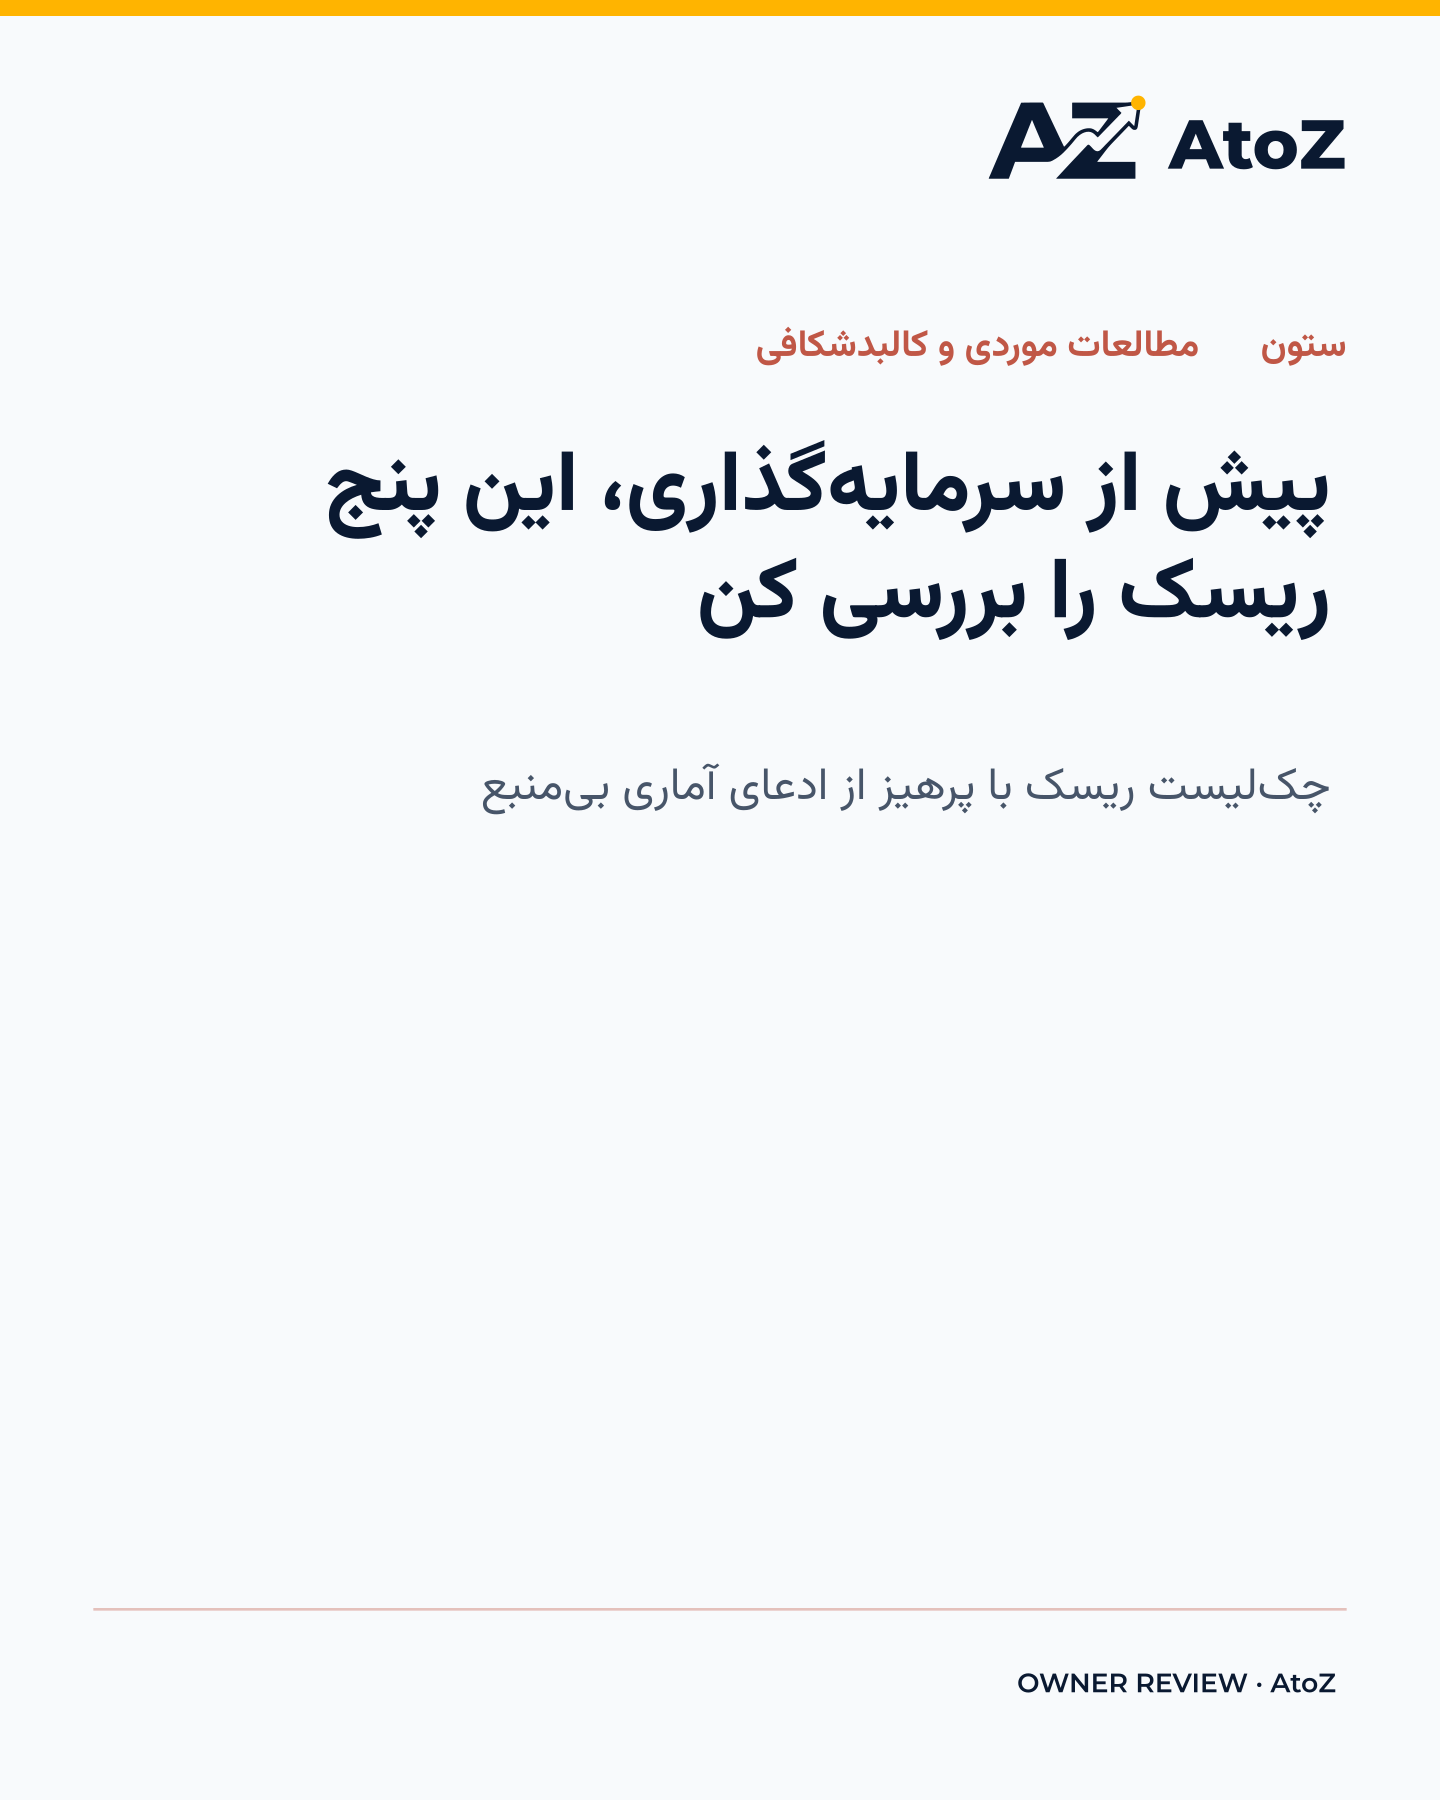 AZ AtoZ
ستون مطالعات موردی و کالبدشکافی
پیش از سرمایه‌گذاری، این پنج
ریسک را بررسی کن
چک‌لیست ریسک با پرهیز از ادعای آماری بی‌منبع
OWNER REVIEW · AtoZ